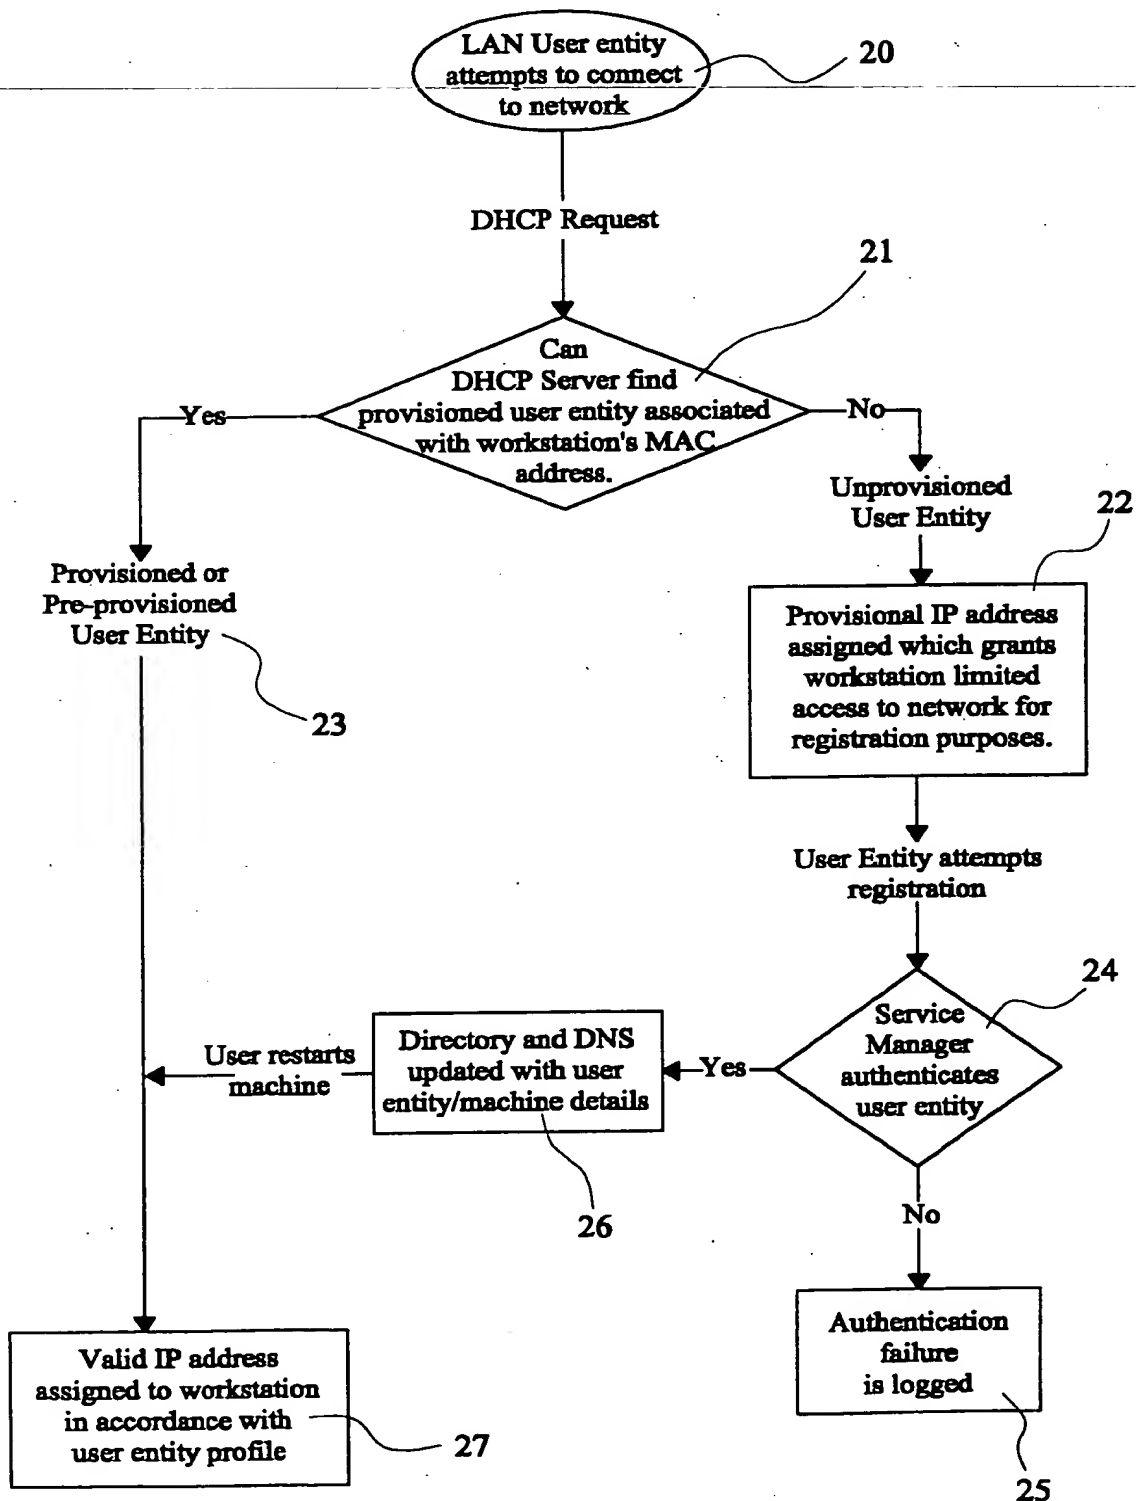 LAN User entity
attempts to connect
to network
20
DHCP Request
21
Can
DHCP Server find
provisioned user entity associated
with workstation's MAC
address.
Yes
No
Unprovisioned
User Entity
22
Provisioned or
Pre-provisioned
User Entity
23
Provisional IP address
assigned which grants
workstation limited
access to network for
registration purposes.
User Entity attempts
registration
24
Service
Manager
authenticates
user entity
Yes
Directory and DNS
updated with user
entity/machine details
User restarts
machine
26
No
Authentication
failure
is logged
25
Valid IP address
assigned to workstation
in accordance with
user entity profile
27